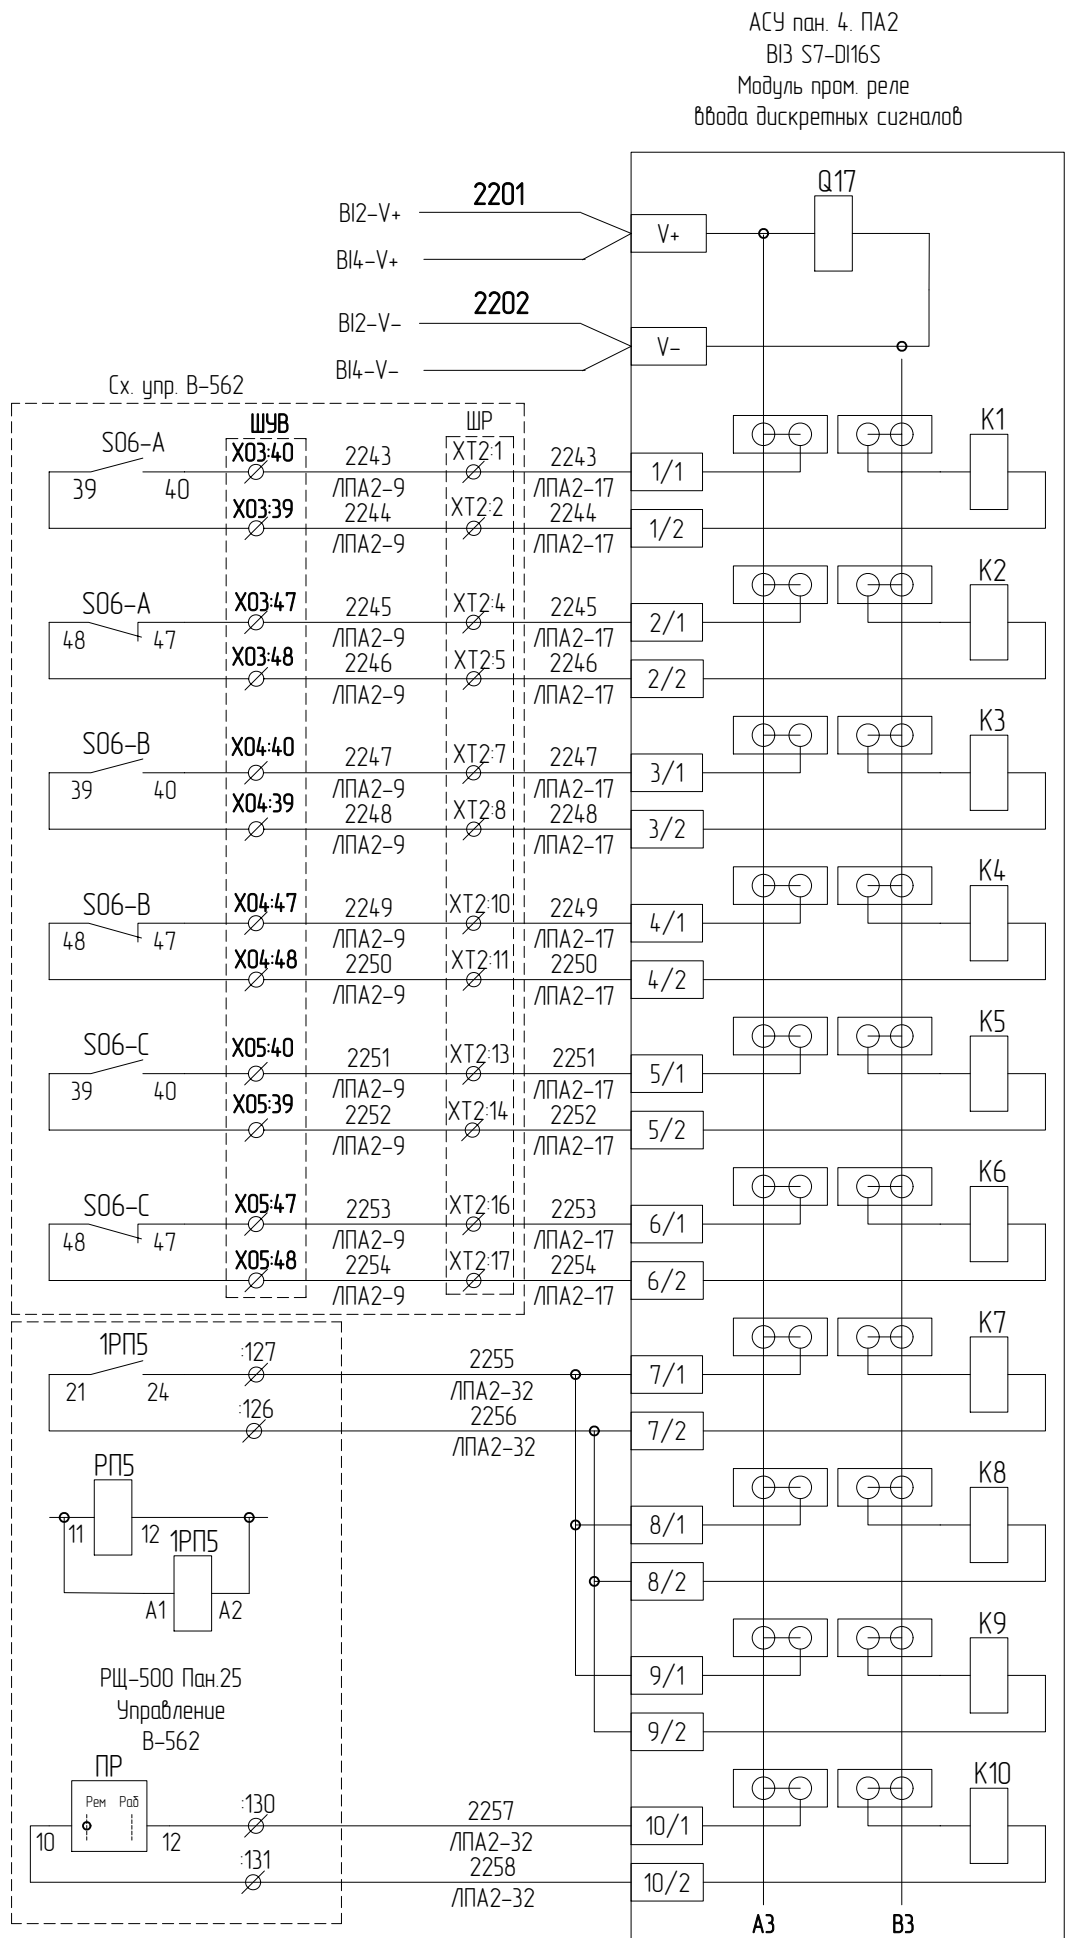 АСУ пан. 4. ПА2
BI3 S7-DI16S
Модуль пром. реле
ввода дискретных сигналов
Q17
2201
BI2-V+
V+
BI4-V+
2202
BI2-V-
V-
BI4-V-
Сх. упр. В-562
ШУВ
ШР
S06-A
X03:40
2243
XT2:1
2243
1/1
K1
39
40
ЛПА2-9
ЛПА2-17
X03:39
2244
XT2:2
2244
1/2
ЛПА2-9
ЛПА2-17
S06-A
X03:47
2245
XT2:4
2245
2/1
K2
48
47
ЛПА2-9
ЛПА2-17
X03:48
2246
XT2:5
2246
2/2
ЛПА2-9
ЛПА2-17
S06-B
X04:40
2247
XT2:7
2247
3/1
K3
39
40
ЛПА2-9
ЛПА2-17
X04:39
2248
XT2:8
2248
3/2
ЛПА2-9
ЛПА2-17
S06-B
X04:47
2249
XT2:10
2249
4/1
K4
48
47
ЛПА2-9
ЛПА2-17
X04:48
2250
XT2:11
2250
4/2
ЛПА2-9
ЛПА2-17
S06-C
X05:40
2251
XT2:13
2251
5/1
K5
39
40
ЛПА2-9
ЛПА2-17
X05:39
2252
XT2:14
2252
5/2
ЛПА2-9
ЛПА2-17
S06-C
X05:47
2253
XT2:16
2253
6/1
K6
48
47
ЛПА2-9
ЛПА2-17
X05:48
2254
XT2:17
2254
6/2
ЛПА2-9
ЛПА2-17
1РП5
:127
2255
7/1
K7
21
24
ЛПА2-32
:126
2256
7/2
ЛПА2-32
РП5
11
12
1РП5
8/1
K8
A1
A2
8/2
РЩ-500 Пан.25
Управление
В-562
9/1
K9
9/2
ПР
Рем
Раб
10
12
:130
2257
10/1
K10
ЛПА2-32
:131
2258
10/2
ЛПА2-32
A3
B3